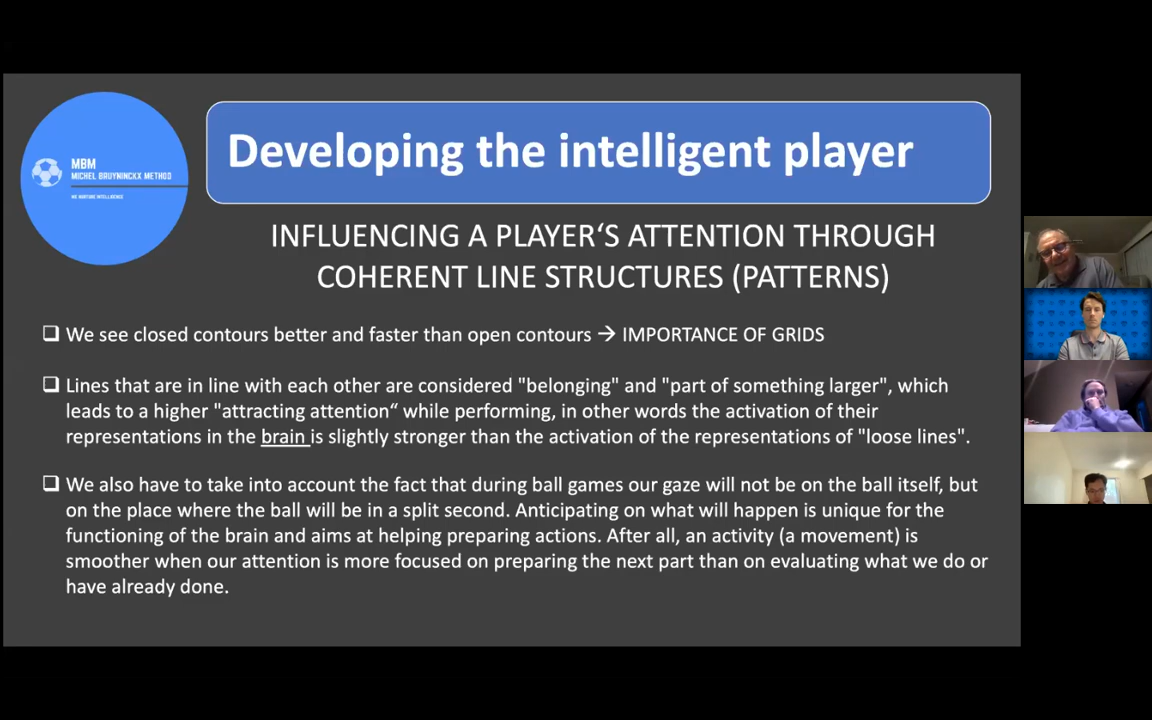 MBM
MICHEL BRUYNINCKX METHOD
WE NURTURE INTELLIGENCE
Developing the intelligent player
INFLUENCING A PLAYER‘S ATTENTION THROUGH
COHERENT LINE STRUCTURES (PATTERNS)
❑ We see closed contours better and faster than open contours → IMPORTANCE OF GRIDS
❑ Lines that are in line with each other are considered "belonging" and "part of something larger", which
leads to a higher "attracting attention“ while performing, in other words the activation of their
representations in the brain is slightly stronger than the activation of the representations of "loose lines".
❑ We also have to take into account the fact that during ball games our gaze will not be on the ball itself, but
on the place where the ball will be in a split second. Anticipating on what will happen is unique for the
functioning of the brain and aims at helping preparing actions. After all, an activity (a movement) is
smoother when our attention is more focused on preparing the next part than on evaluating what we do or
have already done.